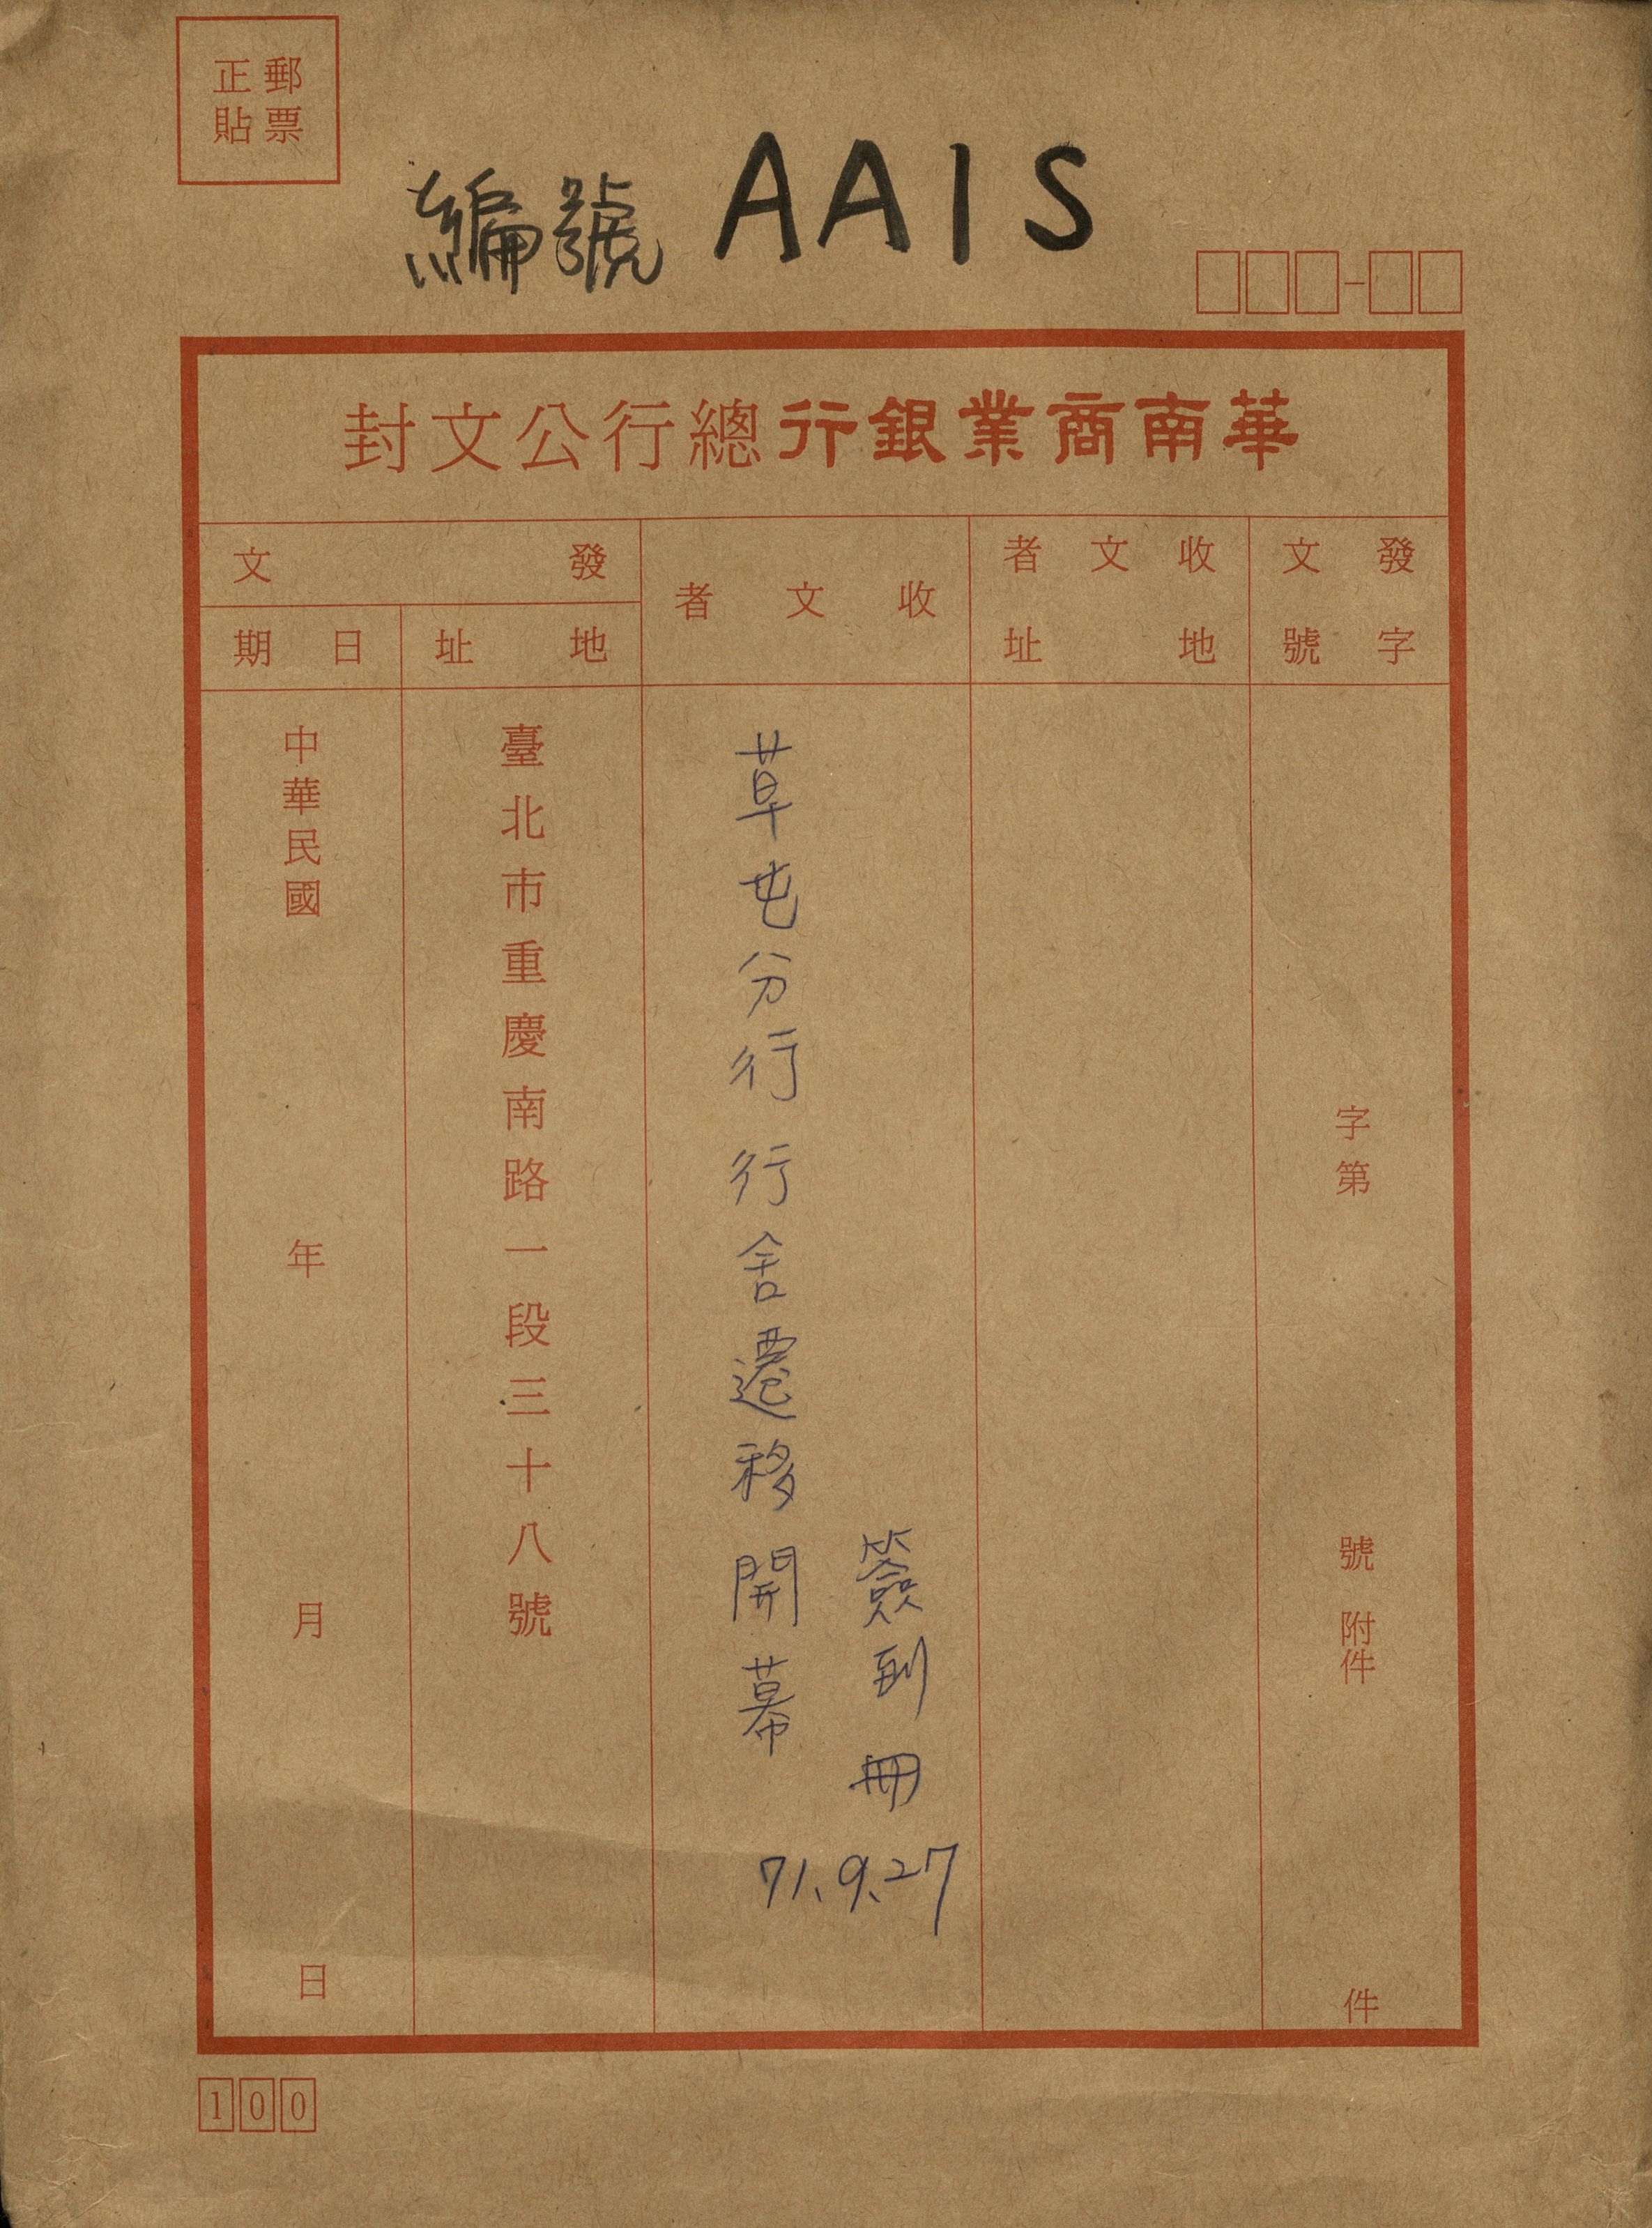 郵票
正貼
編號 AA15
華南商業銀行總行公文封
發文字號
字第 號 附件 件
收文者地址
收文者
草屯分行行舍遷移開幕
簽到冊
71.9.27
發文
地址
臺北市重慶南路一段三十八號
日期
中華民國 年 月 日
100